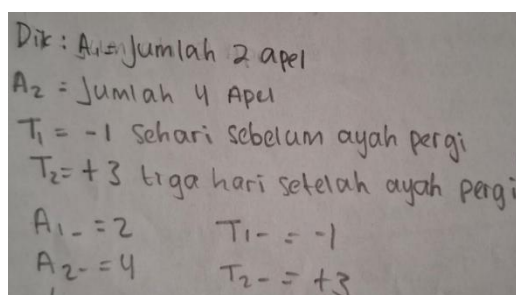 Dik : A₁ = Jumlah 2 apel
A₂ = Jumlah 4 Apel
T₁ = -1 Sehari sebelum ayah pergi
T₂ = +3 tiga hari setelah ayah pergi
A₁- = 2 T₁- = -1
A₂- = 4 T₂- = +3